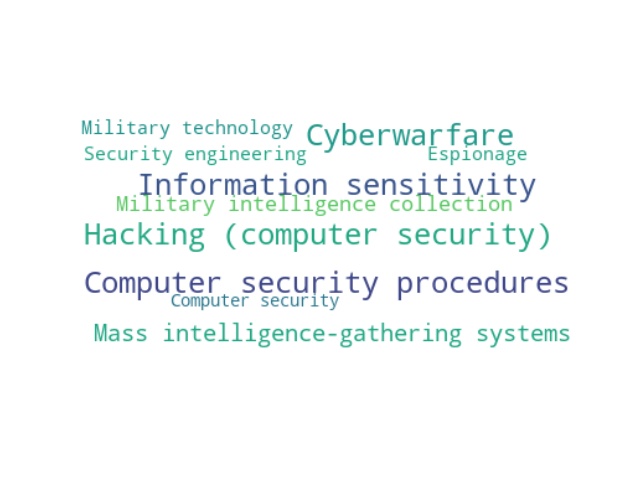 Military technology
Cyberwarfare
Security engineering
Espionage
Information sensitivity
Military intelligence collection
Hacking (computer security)
Computer security procedures
Computer security
Mass intelligence-gathering systems